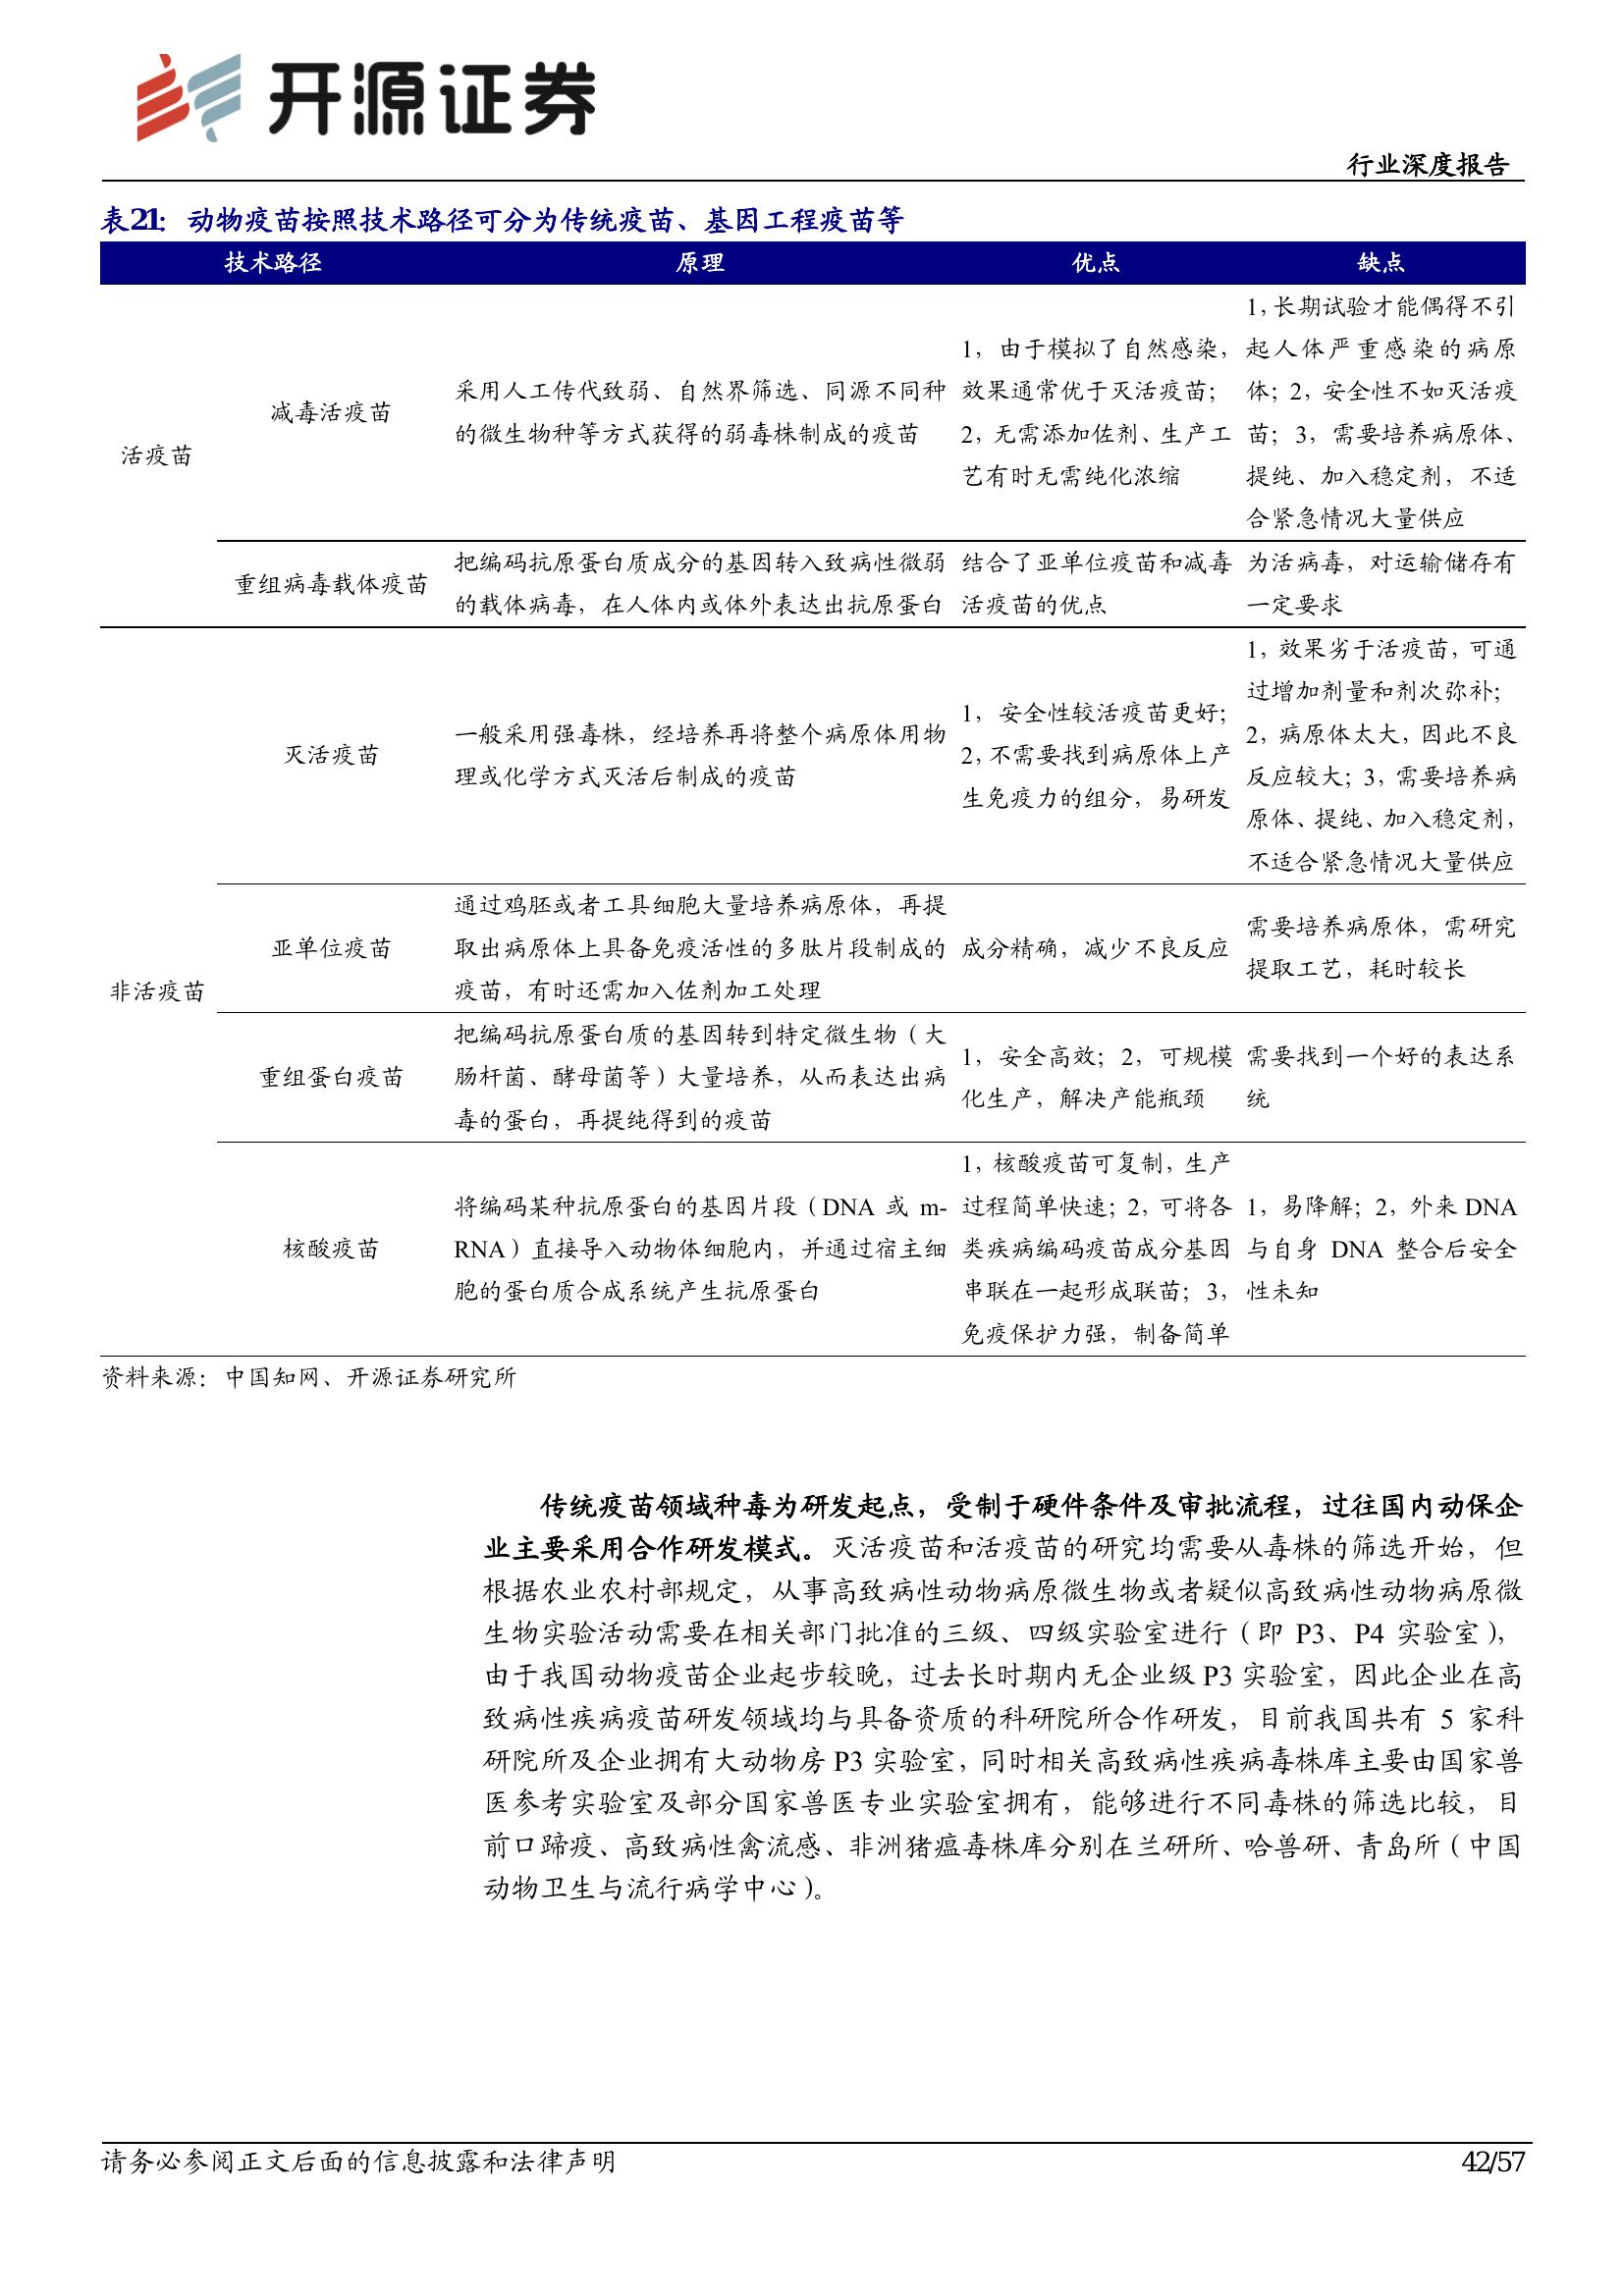 开源证券
行业深度报告
表21：动物疫苗按照技术路径可分为传统疫苗、基因工程疫苗等
技术路径 原理 优点 缺点
活疫苗
减毒活疫苗
采用人工传代致弱、自然界筛选、同源不同种
的微生物种等方式获得的弱毒株制成的疫苗
1，由于模拟了自然感染，
效果通常优于灭活疫苗；
2，无需添加佐剂、生产工
艺有时无需纯化浓缩
1，长期试验才能偶得不引
起人体严重感染的病原
体；2，安全性不如灭活疫
苗；3，需要培养病原体、
提纯、加入稳定剂，不适
合紧急情况大量供应
重组病毒载体疫苗
把编码抗原蛋白质成分的基因转入致病性微弱
的载体病毒，在人体内或体外表达出抗原蛋白
结合了亚单位疫苗和减毒
活疫苗的优点
为活病毒，对运输储存有
一定要求
非活疫苗
灭活疫苗
一般采用强毒株，经培养再将整个病原体用物
理或化学方式灭活后制成的疫苗
1，安全性较活疫苗更好；
2，不需要找到病原体上产
生免疫力的组分，易研发
1，效果劣于活疫苗，可通
过增加剂量和剂次弥补；
2，病原体太大，因此不良
反应较大；3，需要培养病
原体、提纯、加入稳定剂，
不适合紧急情况大量供应
亚单位疫苗
通过鸡胚或者工具细胞大量培养病原体，再提
取出病原体上具备免疫活性的多肽片段制成的
疫苗，有时还需加入佐剂加工处理
成分精确，减少不良反应
需要培养病原体，需研究
提取工艺，耗时较长
重组蛋白疫苗
把编码抗原蛋白质的基因转到特定微生物（大
肠杆菌、酵母菌等）大量培养，从而表达出病
毒的蛋白，再提纯得到的疫苗
1，安全高效；2，可规模
化生产，解决产能瓶颈
需要找到一个好的表达系
统
核酸疫苗
将编码某种抗原蛋白的基因片段（DNA 或 m-
RNA）直接导入动物体细胞内，并通过宿主细
胞的蛋白质合成系统产生抗原蛋白
1，核酸疫苗可复制，生产
过程简单快速；2，可将各
类疾病编码疫苗成分基因
串联在一起形成联苗；3，
免疫保护力强，制备简单
1，易降解；2，外来 DNA
与自身 DNA 整合后安全
性未知
资料来源：中国知网、开源证券研究所
传统疫苗领域种毒为研发起点，受制于硬件条件及审批流程，过往国内动保企
业主要采用合作研发模式。灭活疫苗和活疫苗的研究均需要从毒株的筛选开始，但
根据农业农村部规定，从事高致病性动物病原微生物或者疑似高致病性动物病原微
生物实验活动需要在相关部门批准的三级、四级实验室进行（即 P3、P4 实验室），
由于我国动物疫苗企业起步较晚，过去长时期内无企业级 P3 实验室，因此企业在高
致病性疾病疫苗研发领域均与具备资质的科研院所合作研发，目前我国共有 5 家科
研院所及企业拥有大动物房 P3 实验室，同时相关高致病性疾病毒株库主要由国家兽
医参考实验室及部分国家兽医专业实验室拥有，能够进行不同毒株的筛选比较，目
前口蹄疫、高致病性禽流感、非洲猪瘟毒株库分别在兰研所、哈兽研、青岛所（中国
动物卫生与流行病学中心）。
请务必参阅正文后面的信息披露和法律声明
42/57